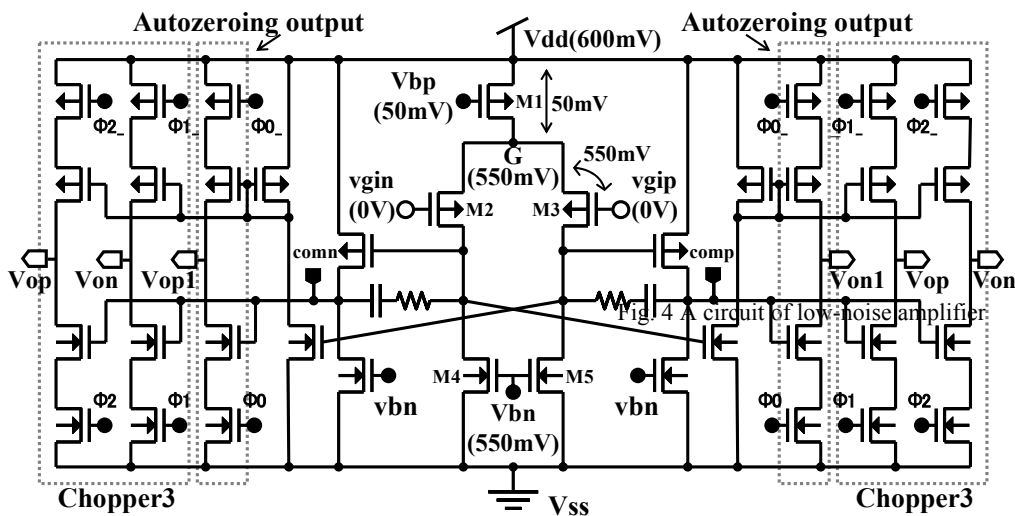 Autozeroing output
Autozeroing output
Vdd(600mV)
Vbp
(50mV)
M1
50mV
Φ2_
Φ1_
Φ0_
Φ0_
Φ1_
Φ2_
G
(550mV)
550mV
vgin
(0V)
M2
M3
vgip
(0V)
comn
comp
Vop
Von
Vop1
Von1
Vop
Von
Fig. 4 A circuit of low-noise amplifier
M4
M5
vbn
Vbn
(550mV)
vbn
Φ2
Φ1
Φ0
Φ0
Φ1
Φ2
Chopper3
Vss
Chopper3